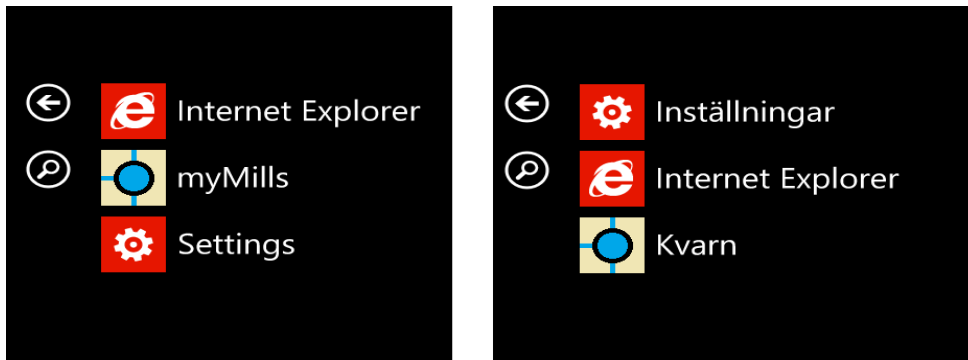 Internet Explorer
myMills
Settings
Inställningar
Internet Explorer
Kvarn